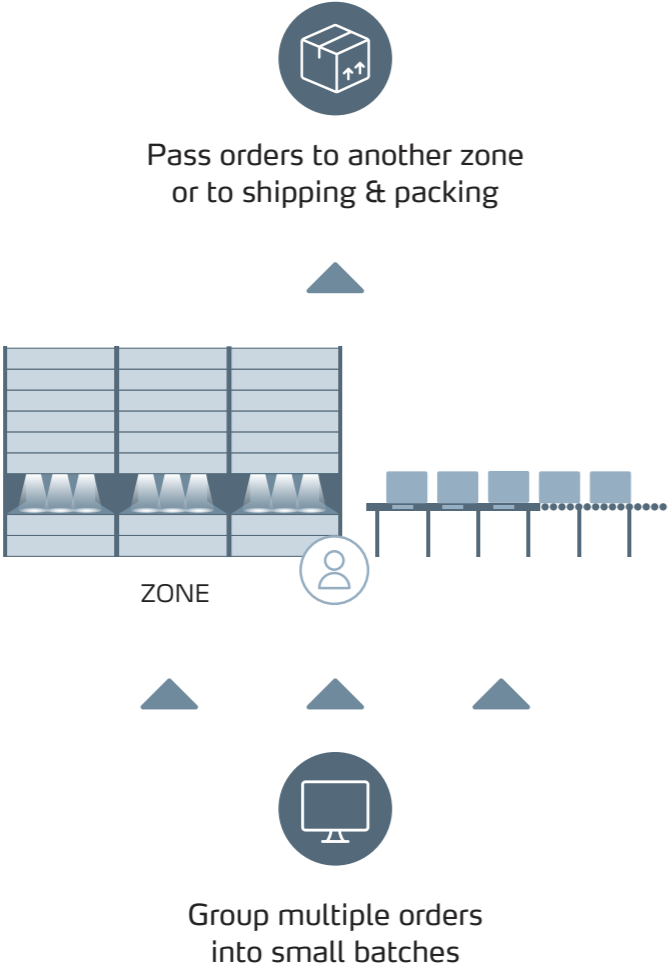 Pass orders to another zone
or to shipping & packing
ZONE
Group multiple orders
into small batches